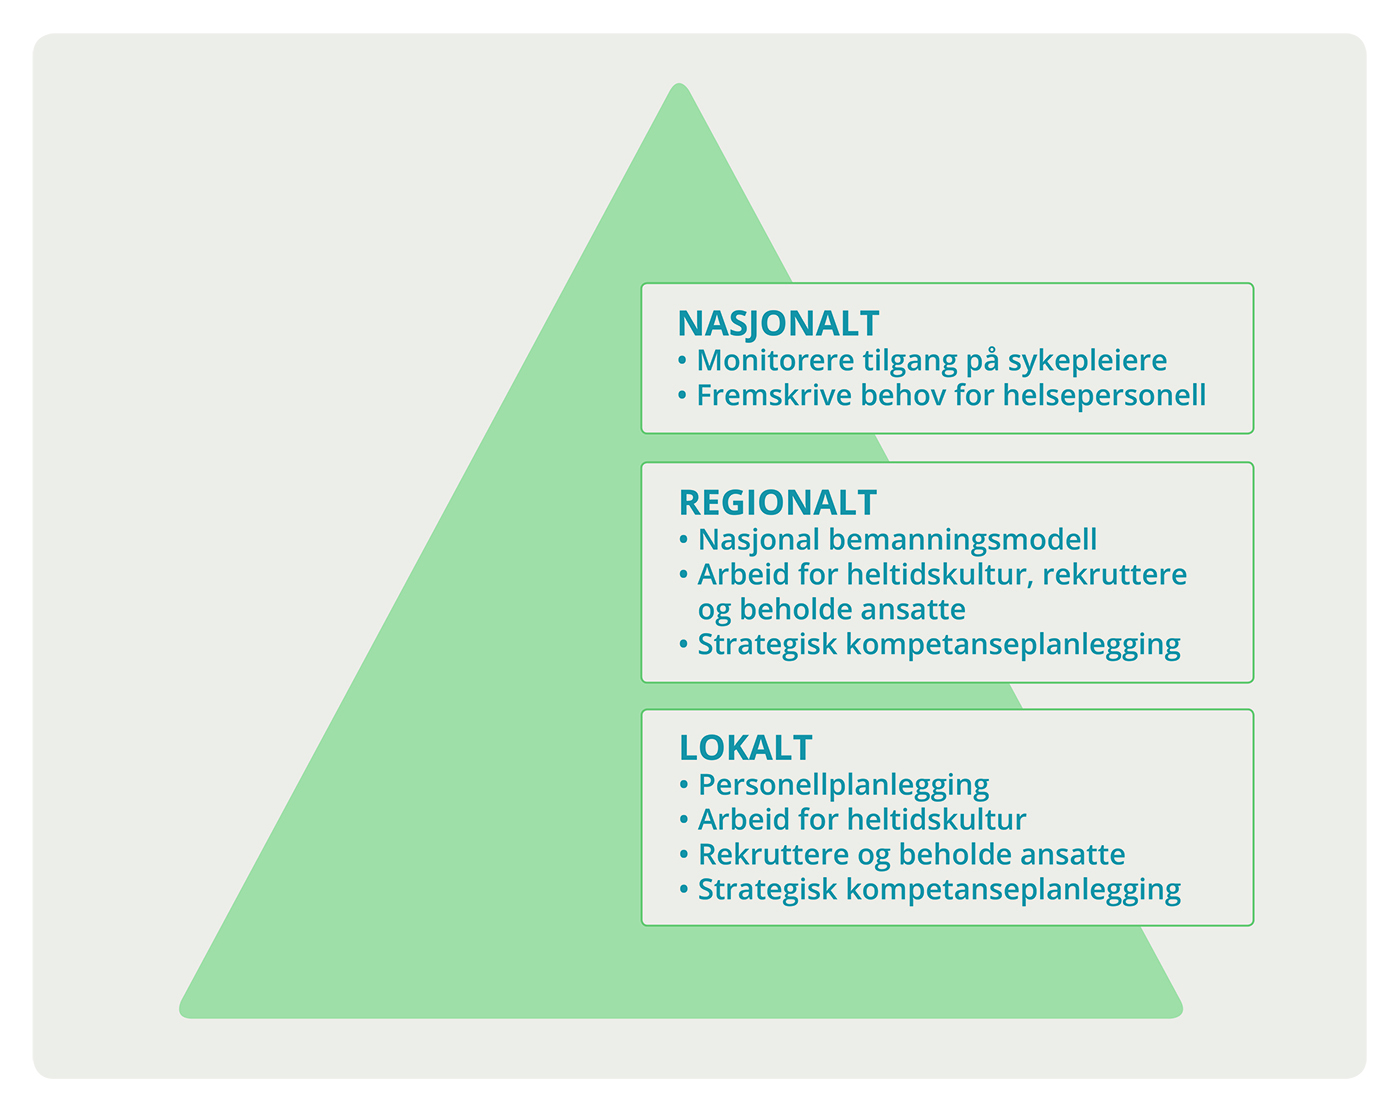 NASJONALT
• Monitorere tilgang på sykepleiere
• Fremskrive behov for helsepersonell
REGIONALT
• Nasjonal bemanningsmodell
• Arbeid for heltidskultur, rekruttere
og beholde ansatte
• Strategisk kompetanseplanlegging
LOKALT
• Personellplanlegging
• Arbeid for heltidskultur
• Rekruttere og beholde ansatte
• Strategisk kompetanseplanlegging